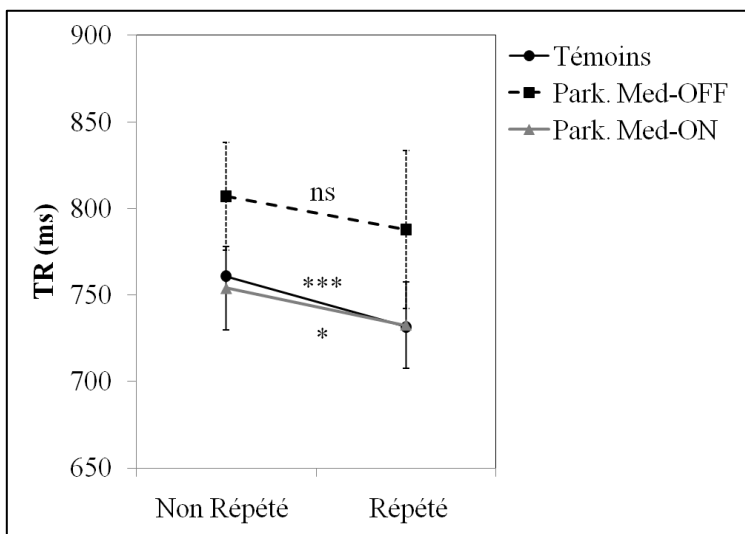 900
850
800
750
700
650
TR (ms)
ns
***
*
Non Répété
Répété
Témoins
Park. Med-OFF
Park. Med-ON